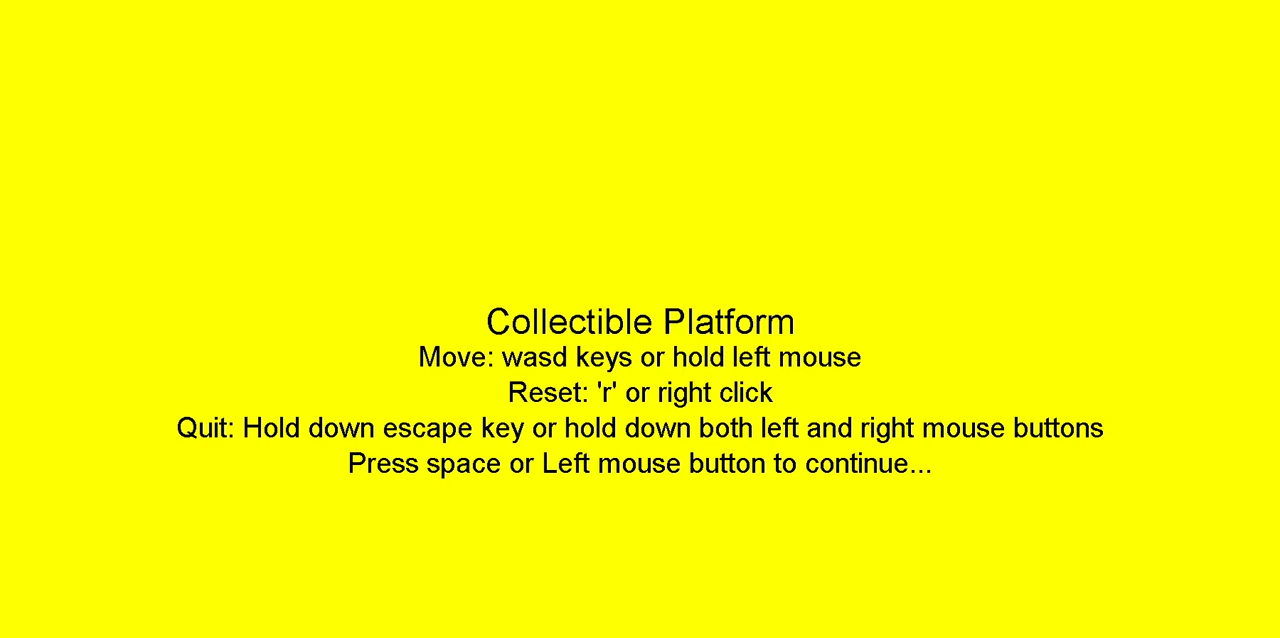 Collectible Platform
Move: wasd keys or hold left mouse
Reset: 'r' or right click
Quit: Hold down escape key or hold down both left and right mouse buttons
Press space or Left mouse button to continue...